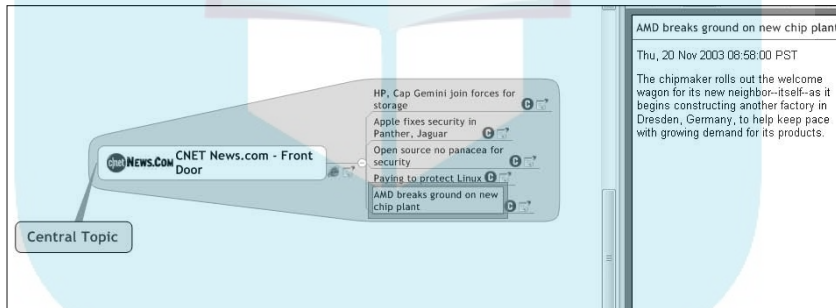 HP, Cap Gemini join forces for
storage
Apple fixes security in
Panther, Jaguar
Open source no panacea for
security
Paying to protect Linux
AMD breaks ground on new
chip plant
cnet NEWS.COM CNET News.com - Front
Door
Central Topic
AMD breaks ground on new chip plant
Thu, 20 Nov 2003 08:58:00 PST
The chipmaker rolls out the welcome
wagon for its new neighbor--itself--as it
begins constructing another factory in
Dresden, Germany, to help keep pace
with growing demand for its products.